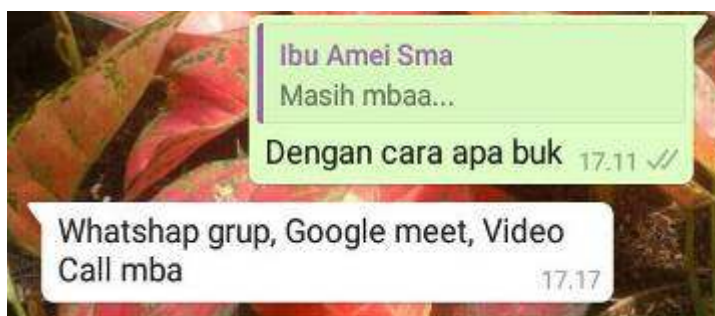 Ibu Amei Sma
Masih mbaa...
Dengan cara apa buk 17.11
Whatshap grup, Google meet, Video
Call mba 17.17